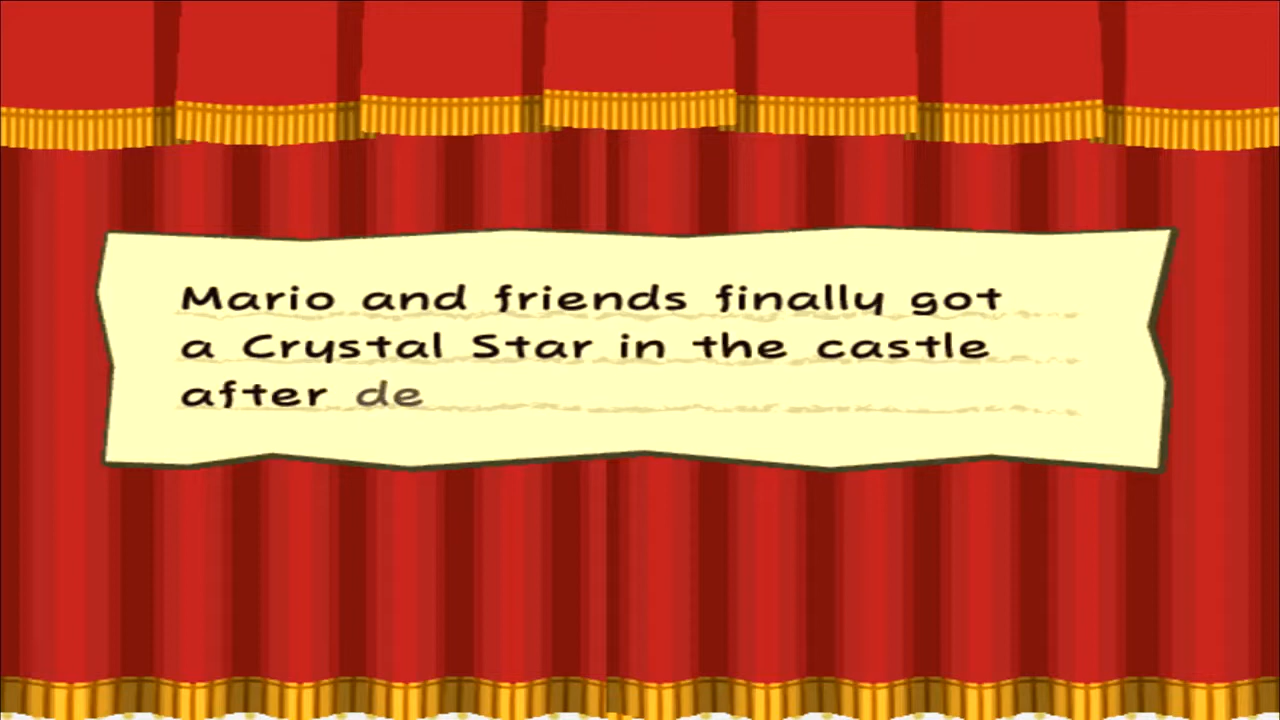 Mario and friends finally got
a Crystal Star in the castle
after de